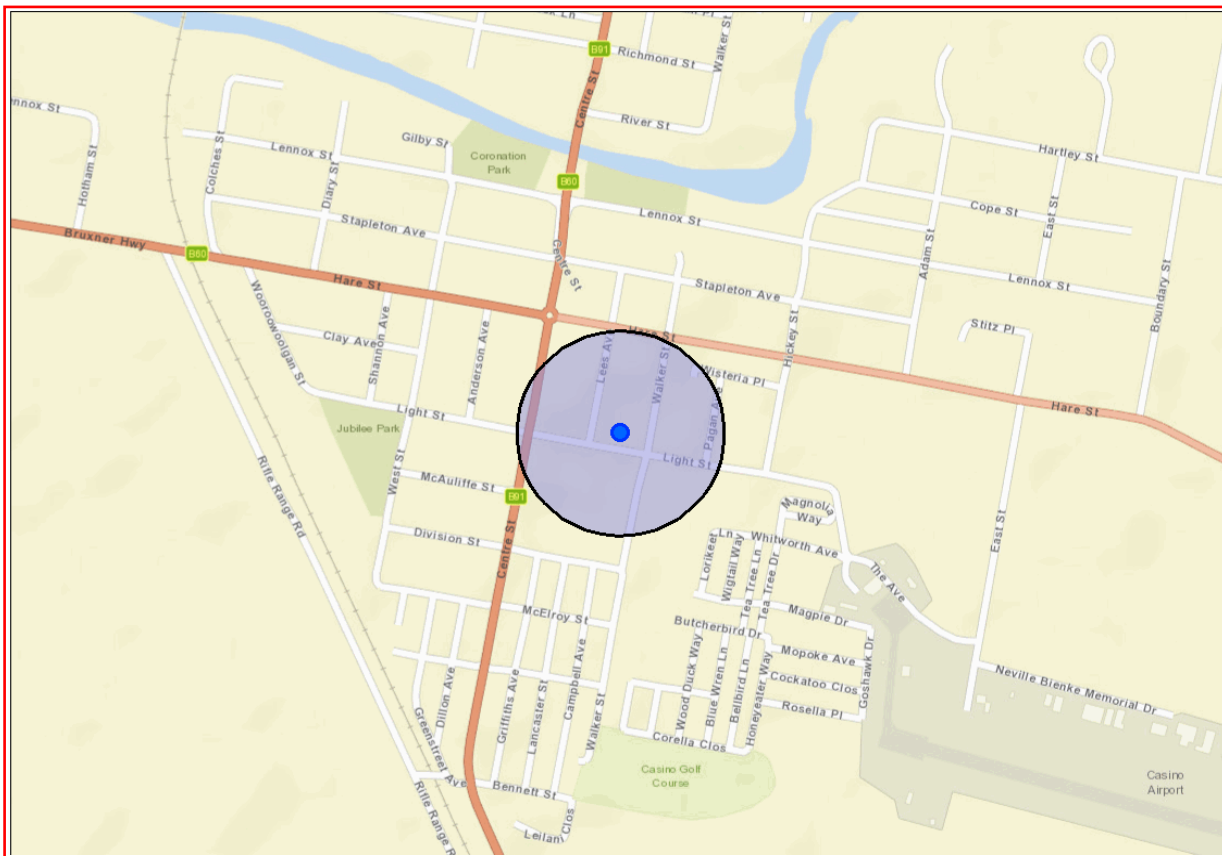 B91
Richmond St
Walker St
Centre St
River St
Lennox St
Gilby St
Coronation
Park
Colches St
Hotham St
Diary St
Hartley St
B60
Cope St
East St
Lennox St
Stapleton Ave
Adam St
Boundary St
Bruxner Hwy
B60
Centre St
Lennox St
Hare St
Stapleton Ave
Hickey St
Stitz Pl
Wooroowoolgan St
Clay Ave
Shannon Ave
Anderson Ave
Hare St
Lees Av
Walker St
Wisteria Pl
Pagan Ave
Hare St
Light St
Jubilee Park
Light St
West St
McAuliffe St
B91
Rifle Range Rd
Magnolia
Way
Division St
Centre St
Lorikeet
Ln
Wigtail Way
Tea Tree Ln
Tea Tree Dr
Whitworth Ave
The Ave
East St
McElroy St
Magpie Dr
Butcherbird Dr
Mopoke Ave
Cockatoo Clos
Rosella Pl
Goshawk Dr
Wood Duck Way
Blue Wren Ln
Bellbird Ln
Honeyeater Way
Neville Bienke Memorial Dr
Dillon Ave
Greenstreet Ave
Griffiths Ave
Lancaster St
Campbell Ave
Walker St
Corella Clos
Casino Golf
Course
Casino
Airport
Bennett St
Leilani Clos
Rifle Range R